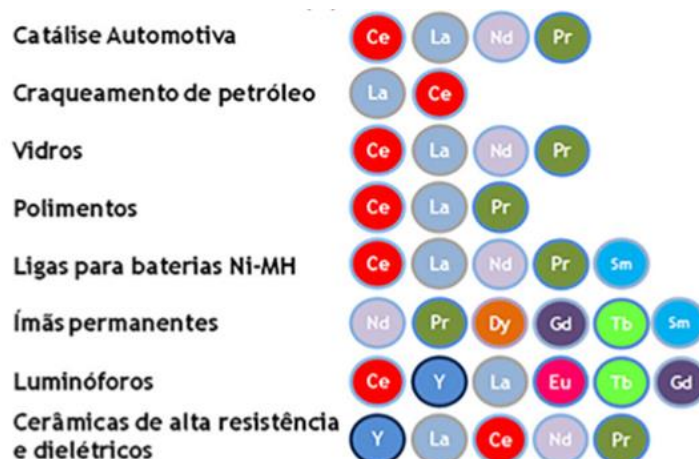 Catálise Automotiva Ce La Nd Pr
Craqueamento de petróleo La Ce
Vidros Ce La Nd Pr
Polimentos Ce La Pr
Ligas para baterias Ni-MH Ce La Nd Pr Sm
Ímãs permanentes Nd Pr Dy Gd Tb Sm
Luminóforos Ce Y La Eu Tb Gd
Cerâmicas de alta resistência
e dielétricos Y La Ce Nd Pr